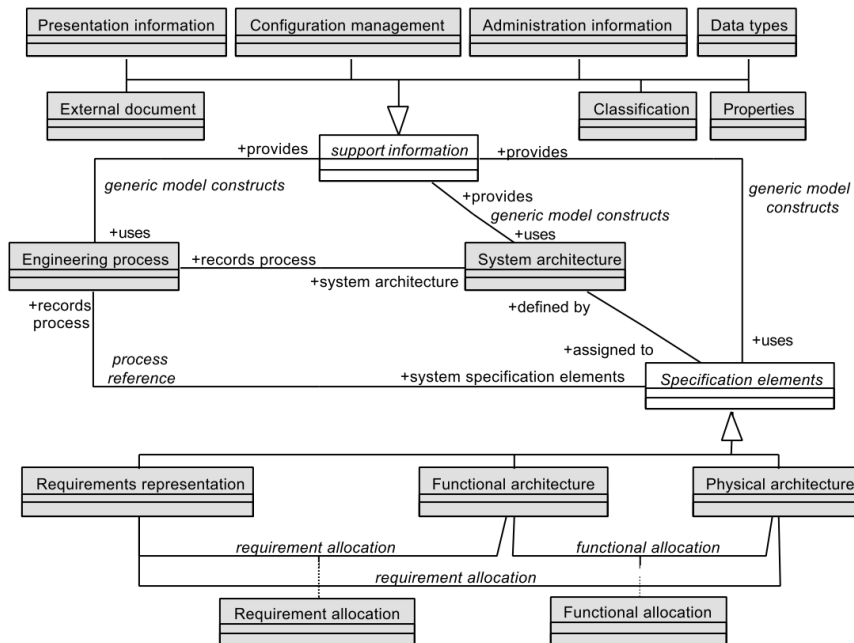 Presentation information
Configuration management
Administration information
Data types
External document
Classification
Properties
+provides
support information
+provides
generic model constructs
+provides
generic model constructs
generic model
constructs
+uses
+uses
Engineering process
+records process
System architecture
+system architecture
+records
process
+defined by
+assigned to
+uses
process
reference
+system specification elements
Specification elements
Requirements representation
Functional architecture
Physical architecture
requirement allocation
functional allocation
requirement allocation
Requirement allocation
Functional allocation